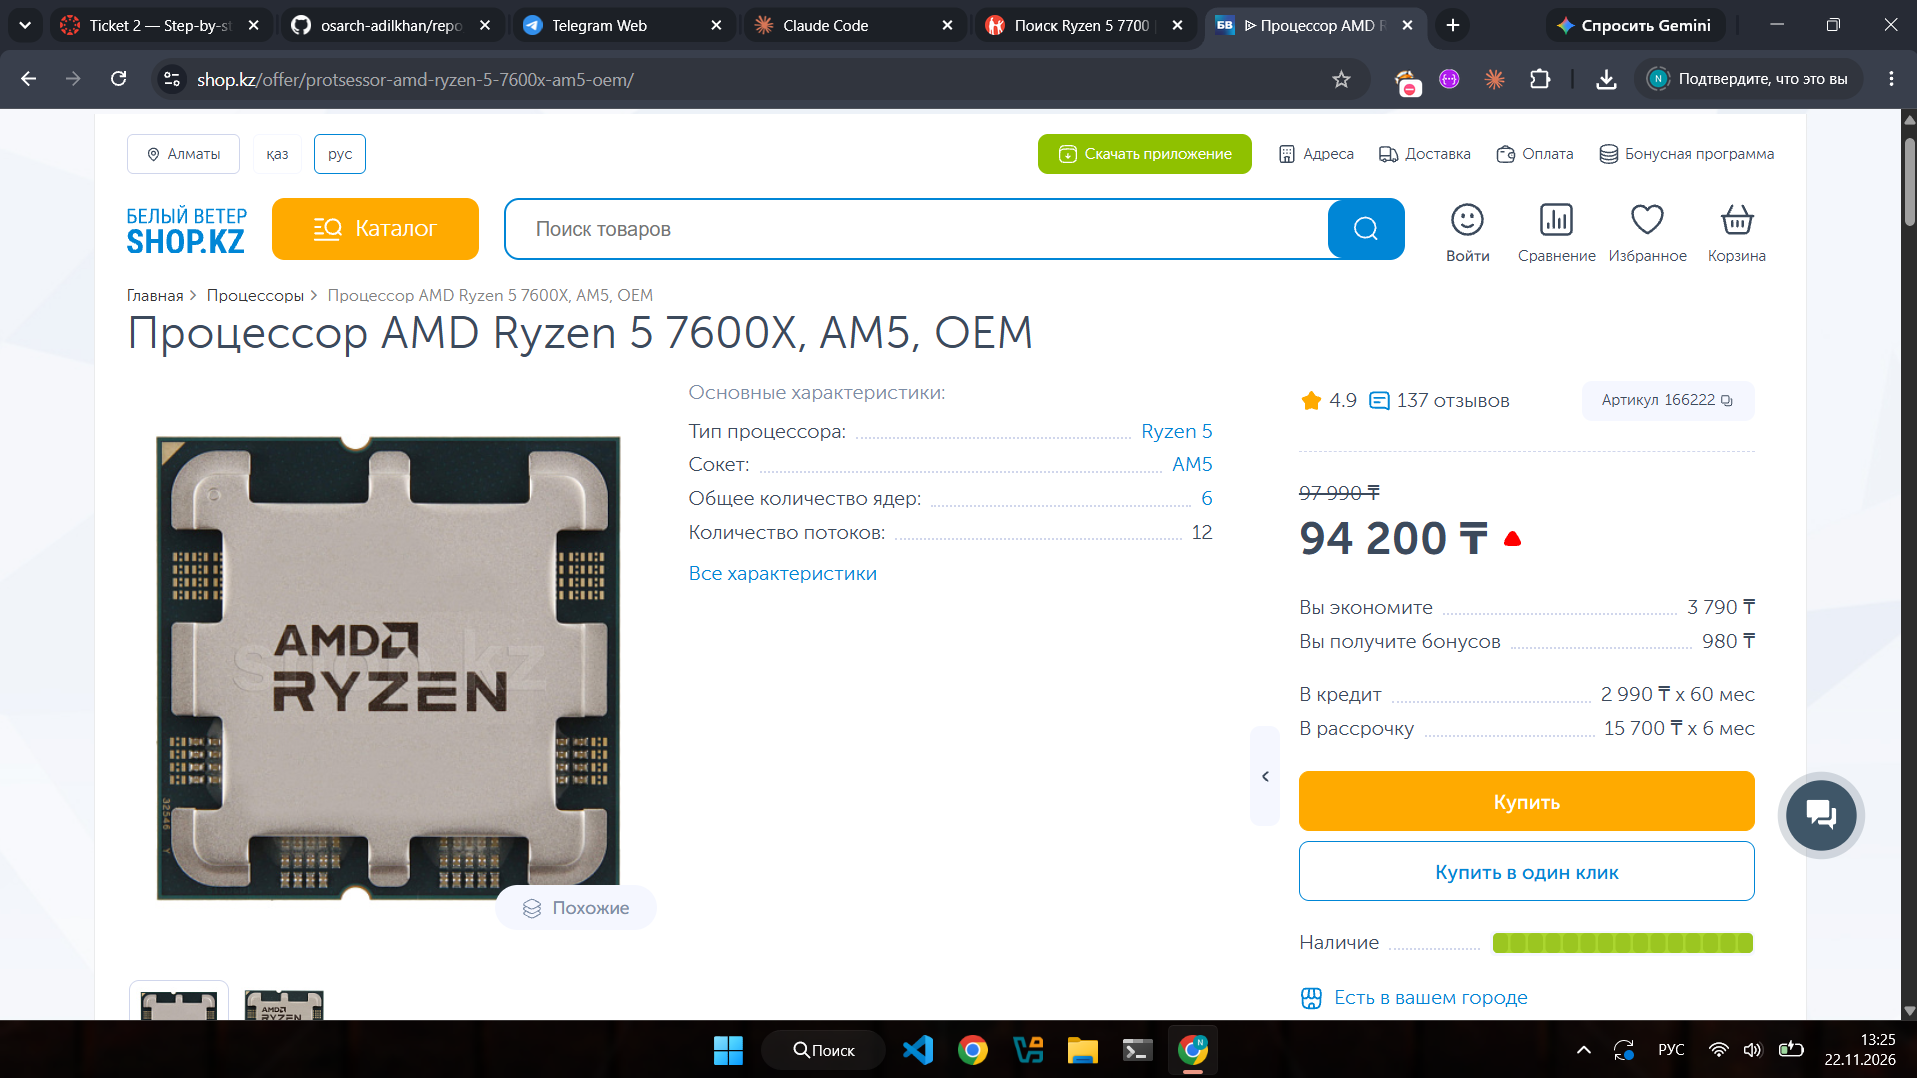 Ticket 2 — Step-by-st
osarch-adilkhan/repo
Telegram Web
Claude Code
Поиск Ryzen 5 7700
БВ
ᐉ Процессор AMD R
Спросить Gemini
shop.kz/offer/protsessor-amd-ryzen-5-7600x-am5-oem/
N
Подтвердите, что это вы
Алматы
қаз
рус
Скачать приложение
Адреса
Доставка
Оплата
Бонусная программа
БЕЛЫЙ ВЕТЕР
SHOP.KZ
Каталог
Поиск товаров
Войти
Сравнение
Избранное
Корзина
Главная > Процессоры > Процессор AMD Ryzen 5 7600X, AM5, OEM
Процессор AMD Ryzen 5 7600X, AM5, OEM
AMD
RYZEN
shop.kz
32546
Похожие
AMD
RYZEN
Основные характеристики:
Тип процессора: Ryzen 5
Сокет: AM5
Общее количество ядер: 6
Количество потоков: 12
Все характеристики
4.9 137 отзывов
Артикул 166222
97 990 ₸
94 200 ₸
Вы экономите 3 790 ₸
Вы получите бонусов 980 ₸
В кредит 2 990 ₸ x 60 мес
В рассрочку 15 700 ₸ x 6 мес
Купить
Купить в один клик
Наличие
Есть в вашем городе
Поиск
N
РУС
13:25
22.11.2026